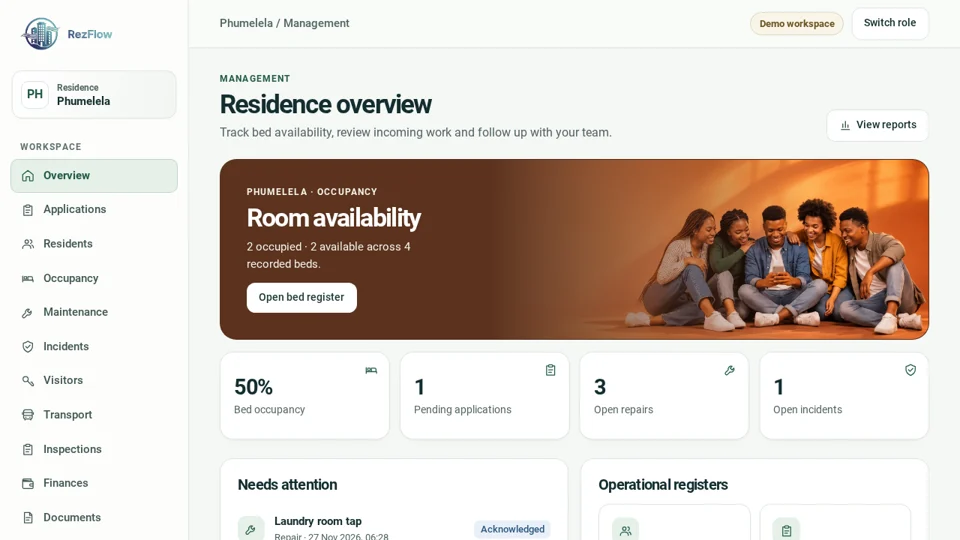 RezFlow
PH
Residence
Phumelela
WORKSPACE
Overview
Applications
Residents
Occupancy
Maintenance
Incidents
Visitors
Transport
Inspections
Finances
Documents
Phumelela / Management
Demo workspace
Switch role
MANAGEMENT
Residence overview
Track bed availability, review incoming work and follow up with your team.
View reports
PHUMELELA · OCCUPANCY
Room availability
2 occupied · 2 available across 4
recorded beds.
Open bed register
50%
Bed occupancy
1
Pending applications
3
Open repairs
1
Open incidents
Needs attention
Laundry room tap
Repair · 27 Nov 2026, 06:28
Acknowledged
Operational registers